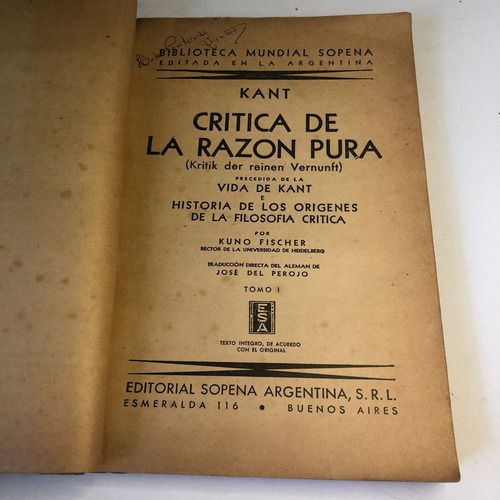 BIBLIOTECA MUNDIAL SOPENA
EDITADA EN LA ARGENTINA
KANT
CRITICA DE
LA RAZON PURA
(Kritik der reinen Vernunft)
PRECEDIDA DE LA
VIDA DE KANT
E
HISTORIA DE LOS ORIGENES
DE LA FILOSOFIA CRITICA
POR
KUNO FISCHER
RECTOR DE LA UNIVERSIDAD DE HEIDELBERG
TRADUCCIÓN DIRECTA DEL ALEMAN DE
JOSÉ DEL PEROJO
TOMO I
ESA
TEXTO INTEGRO, DE ACUERDO
CON EL ORIGINAL
EDITORIAL SOPENA ARGENTINA, S.R.L.
ESMERALDA 116 • BUENOS AIRES